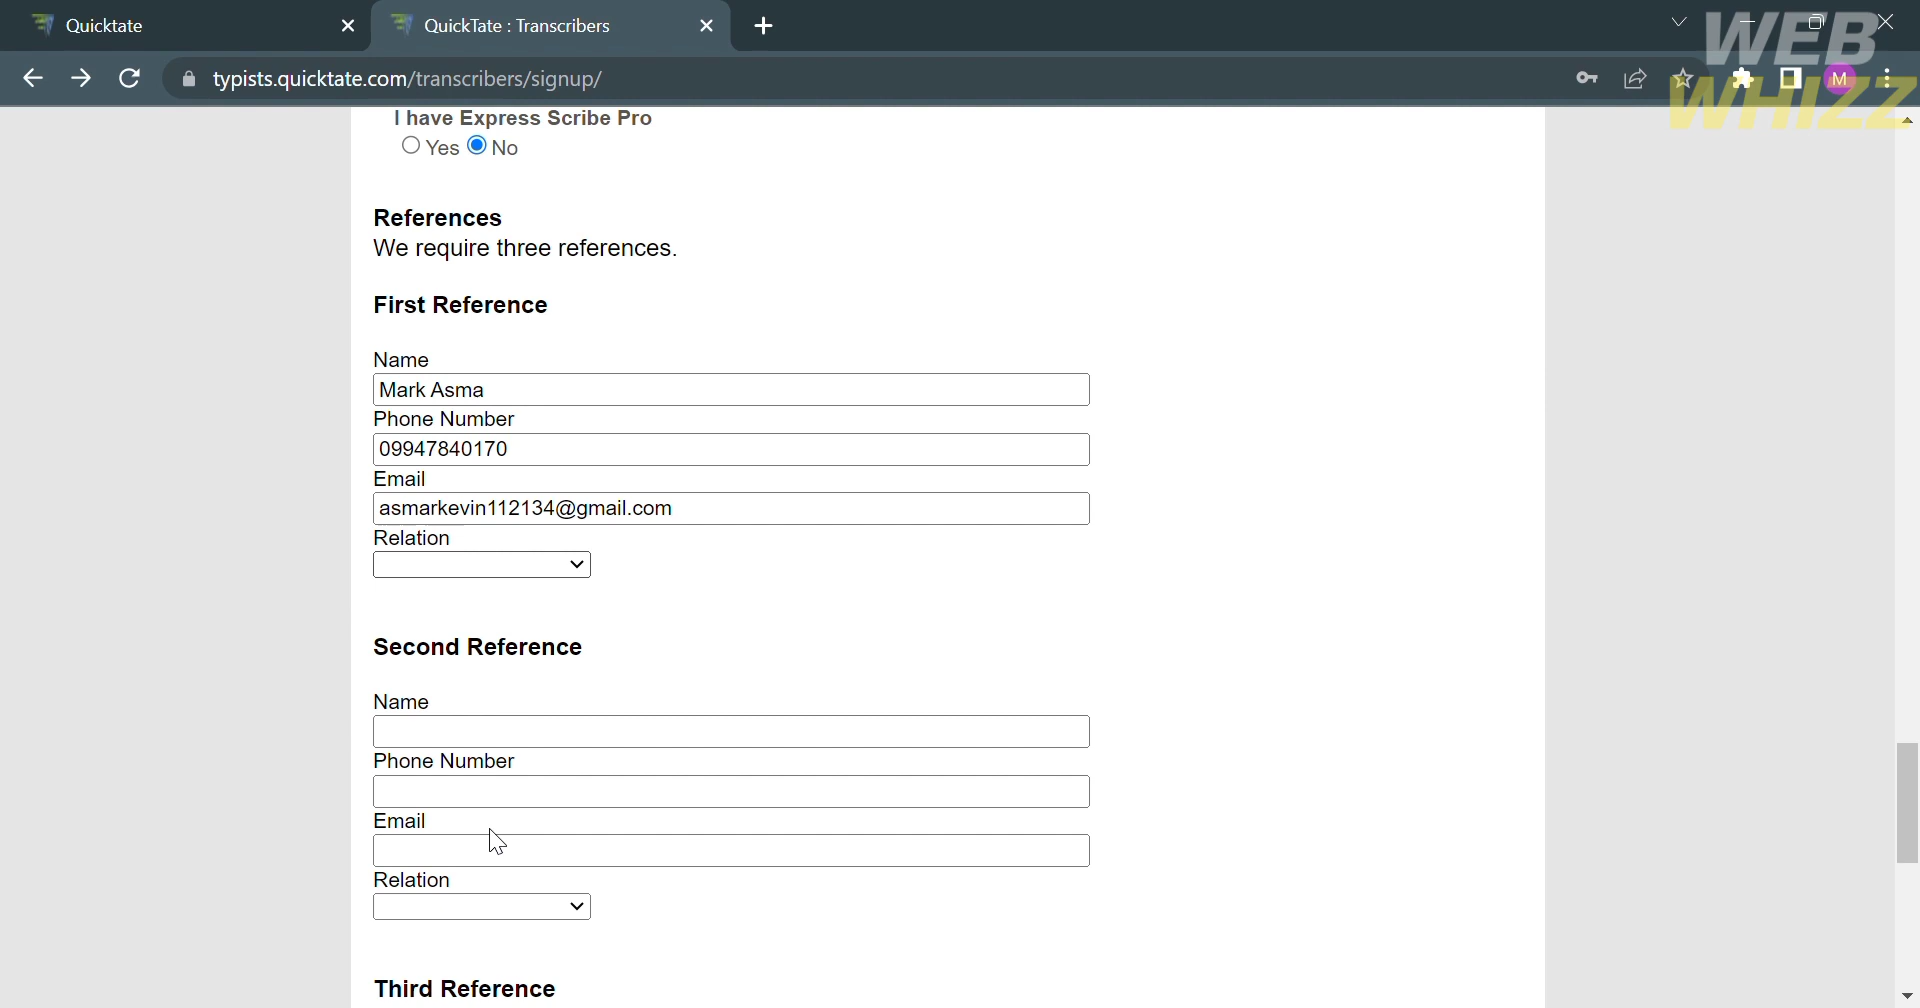 Quicktate
QuickTate : Transcribers
typists.quicktate.com/transcribers/signup/
M
WEB
WHIZZ
I have Express Scribe Pro
Yes No
References
We require three references.
First Reference
Name
Mark Asma
Phone Number
09947840170
Email
asmarkevin112134@gmail.com
Relation
Second Reference
Name
Phone Number
Email
Relation
Third Reference